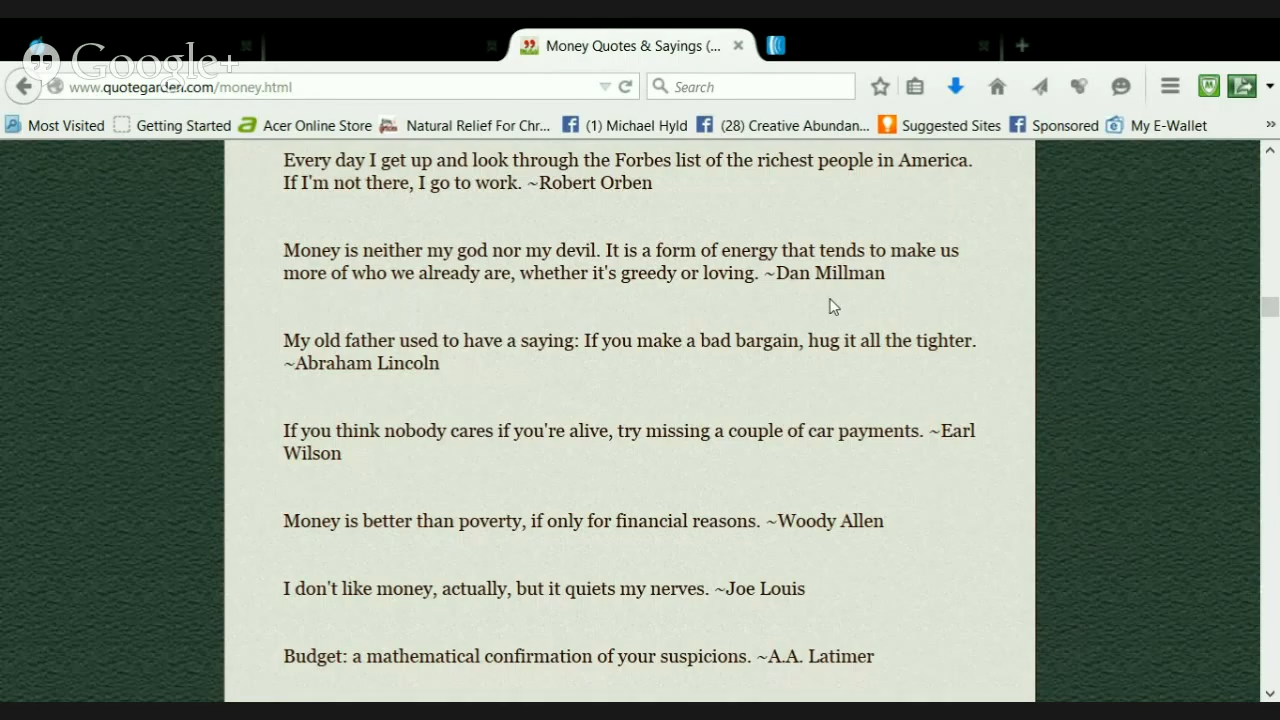 Google+
Money Quotes & Sayings (...
www.quotegarden.com/money.html
Search
Most Visited
Getting Started
Acer Online Store
Natural Relief For Chr...
(1) Michael Hyld
(28) Creative Abundan...
Suggested Sites
Sponsored
My E-Wallet
Every day I get up and look through the Forbes list of the richest people in America.
If I'm not there, I go to work. ~Robert Orben
Money is neither my god nor my devil. It is a form of energy that tends to make us
more of who we already are, whether it's greedy or loving. ~Dan Millman
My old father used to have a saying: If you make a bad bargain, hug it all the tighter.
~Abraham Lincoln
If you think nobody cares if you're alive, try missing a couple of car payments. ~Earl
Wilson
Money is better than poverty, if only for financial reasons. ~Woody Allen
I don't like money, actually, but it quiets my nerves. ~Joe Louis
Budget: a mathematical confirmation of your suspicions. ~A.A. Latimer